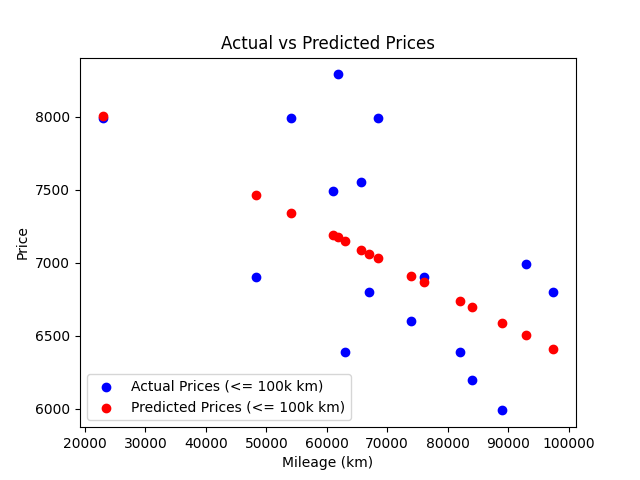 Actual vs Predicted Prices
8000
7500
7000
6500
6000
Price
Actual Prices (<= 100k km)
Predicted Prices (<= 100k km)
20000 30000 40000 50000 60000 70000 80000 90000 100000
Mileage (km)